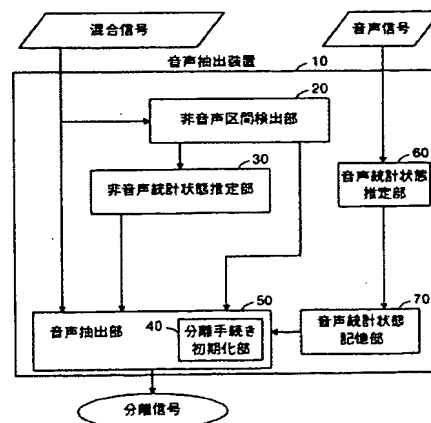 混合信号
音声信号
音声抽出装置
10
20
非音声区間検出部
30
非音声統計状態推定部
60
音声統計状態
推定部
50
音声抽出部
40
分離手続き
初期化部
70
音声統計状態
記憶部
分離信号